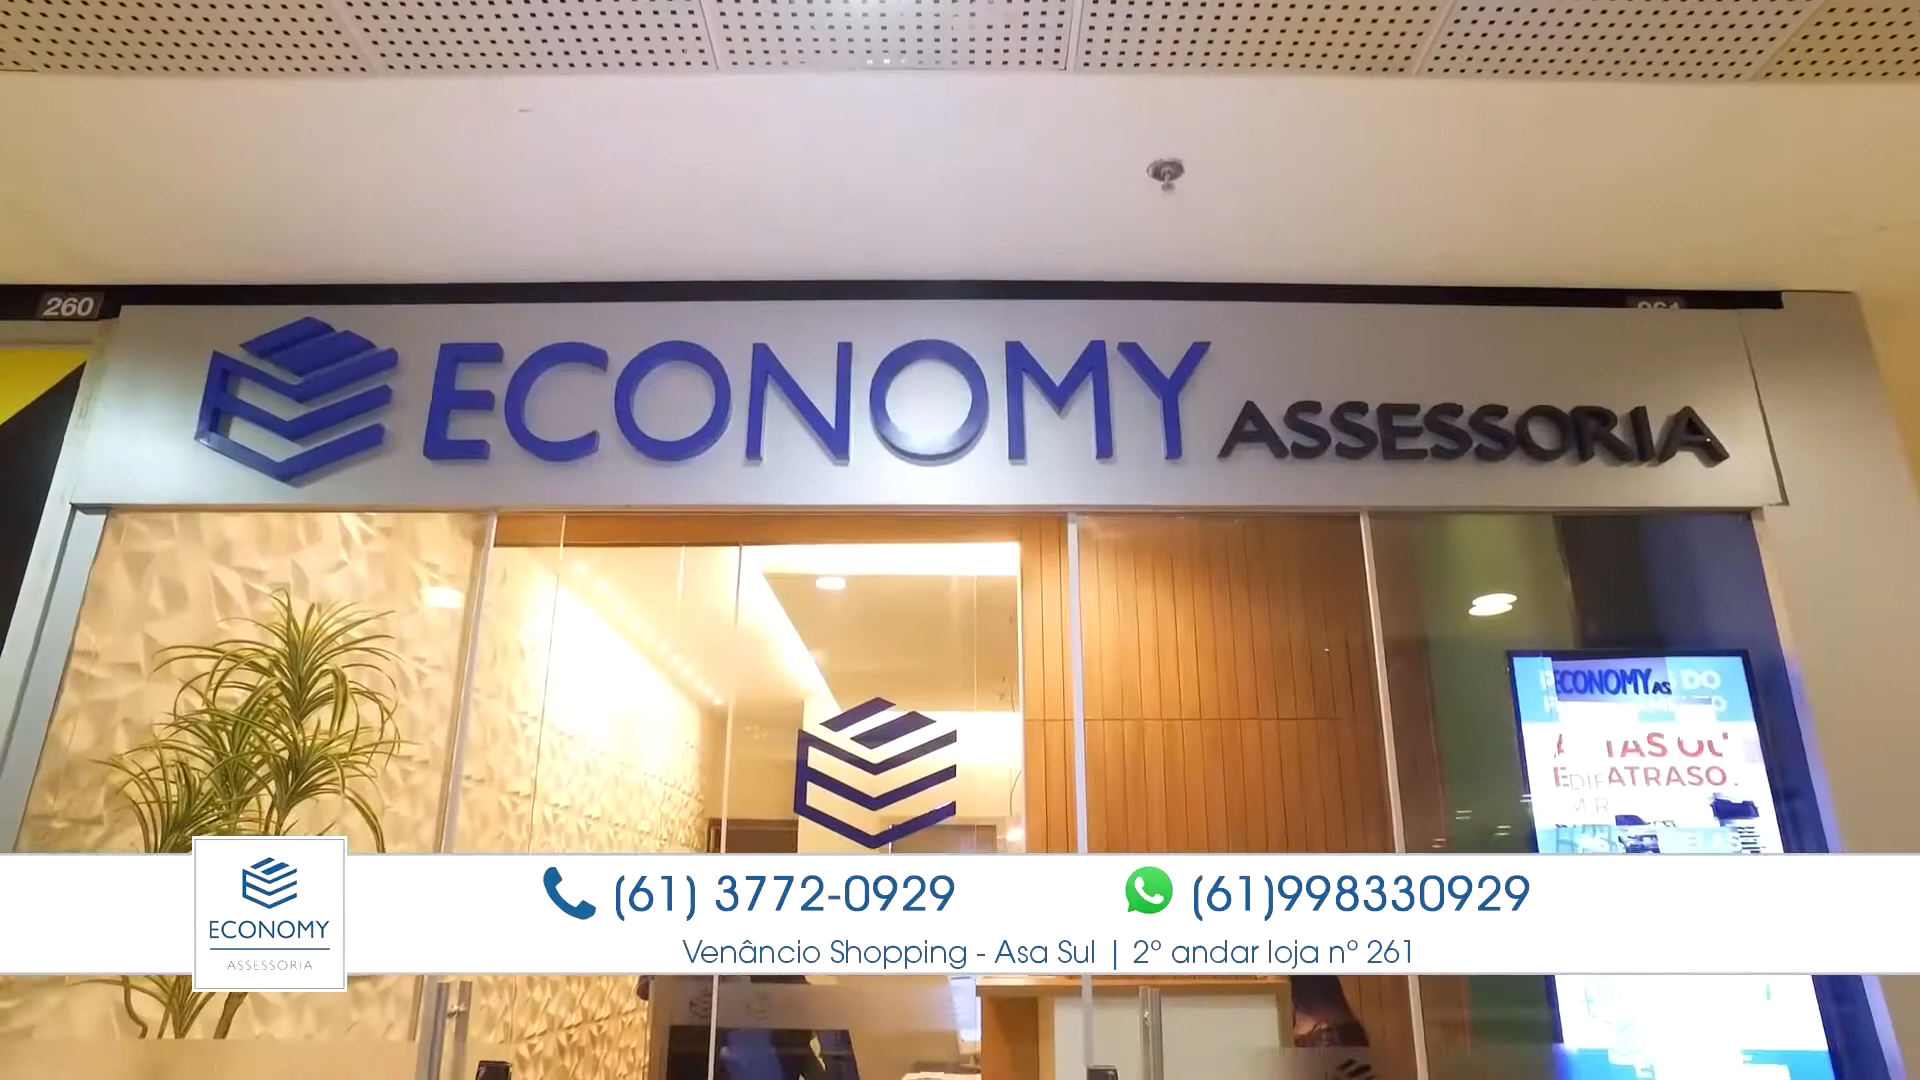 260
ECONOMY ASSESSORIA
ECONOMY
ATRASO.
(61) 3772-0929
(61)998330929
Venâncio Shopping - Asa Sul | 2º andar loja nº 261
ECONOMY
ASSESSORIA